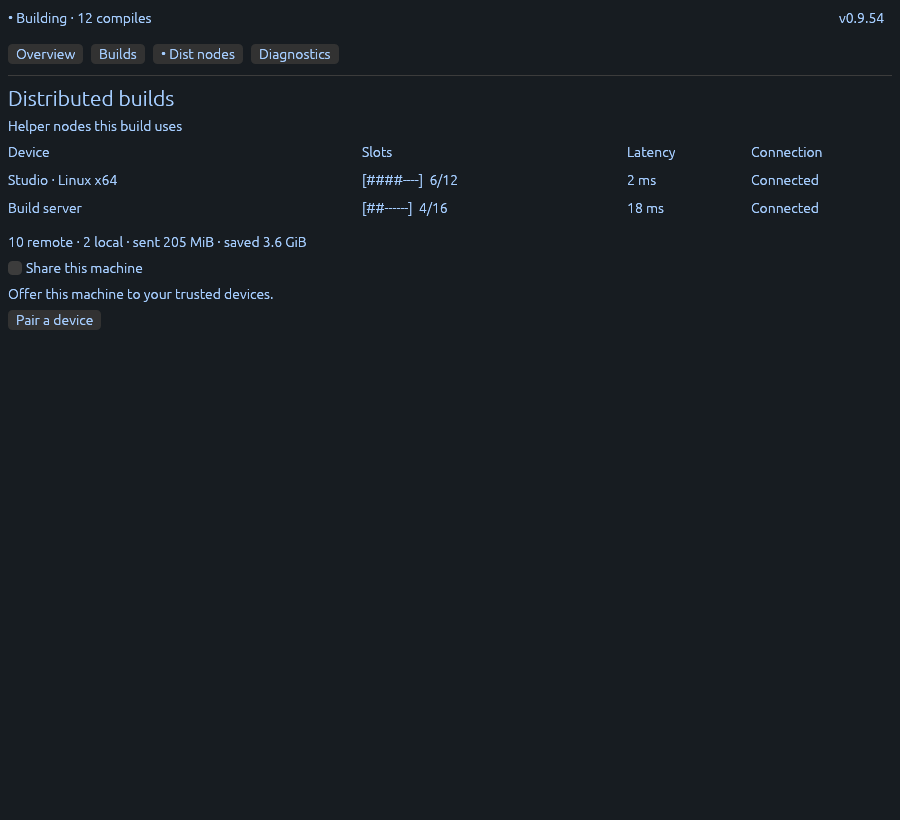 • Building · 12 compiles v0.9.54
Overview Builds • Dist nodes Diagnostics
Distributed builds
Helper nodes this build uses
Device Slots Latency Connection
Studio · Linux x64 [####----] 6/12 2 ms Connected
Build server [##------] 4/16 18 ms Connected
10 remote · 2 local · sent 205 MiB · saved 3.6 GiB
Share this machine
Offer this machine to your trusted devices.
Pair a device